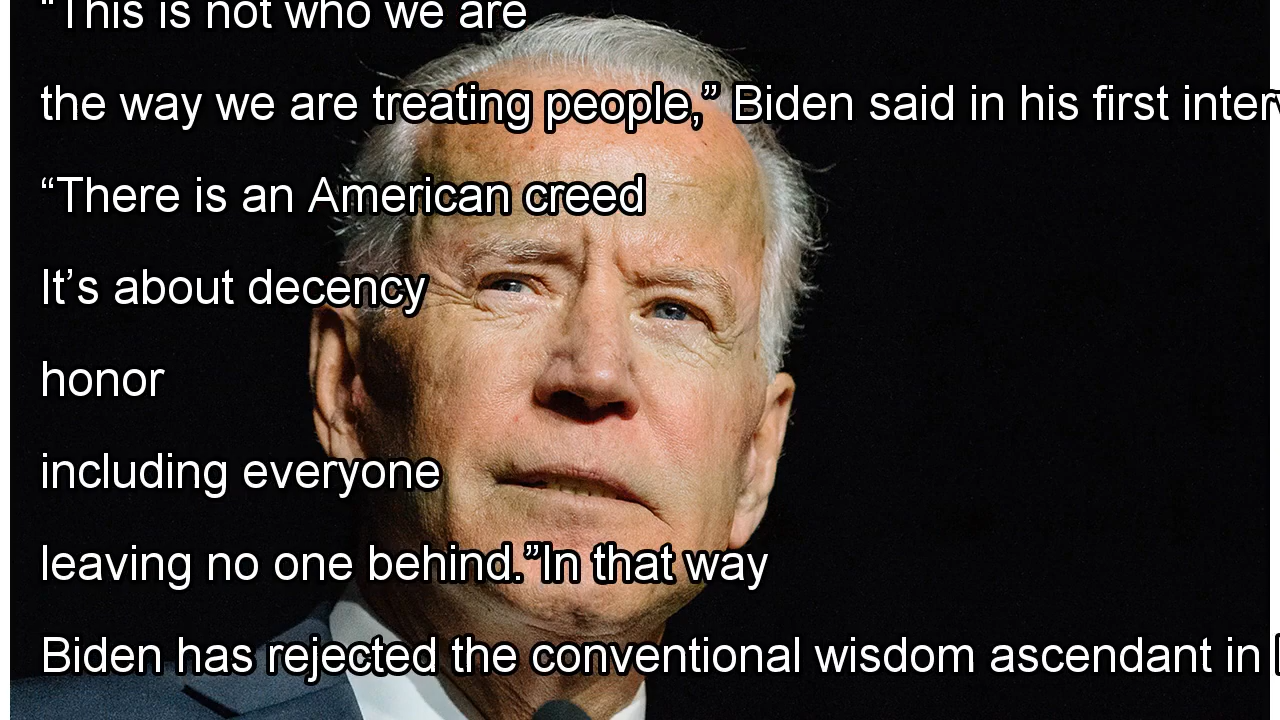 “This is not who we are
the way we are treating people,” Biden said in his first
“There is an American creed
It’s about decency
honor
including everyone
leaving no one behind.”In that way
Biden has rejected the conventional wisdom ascendant in